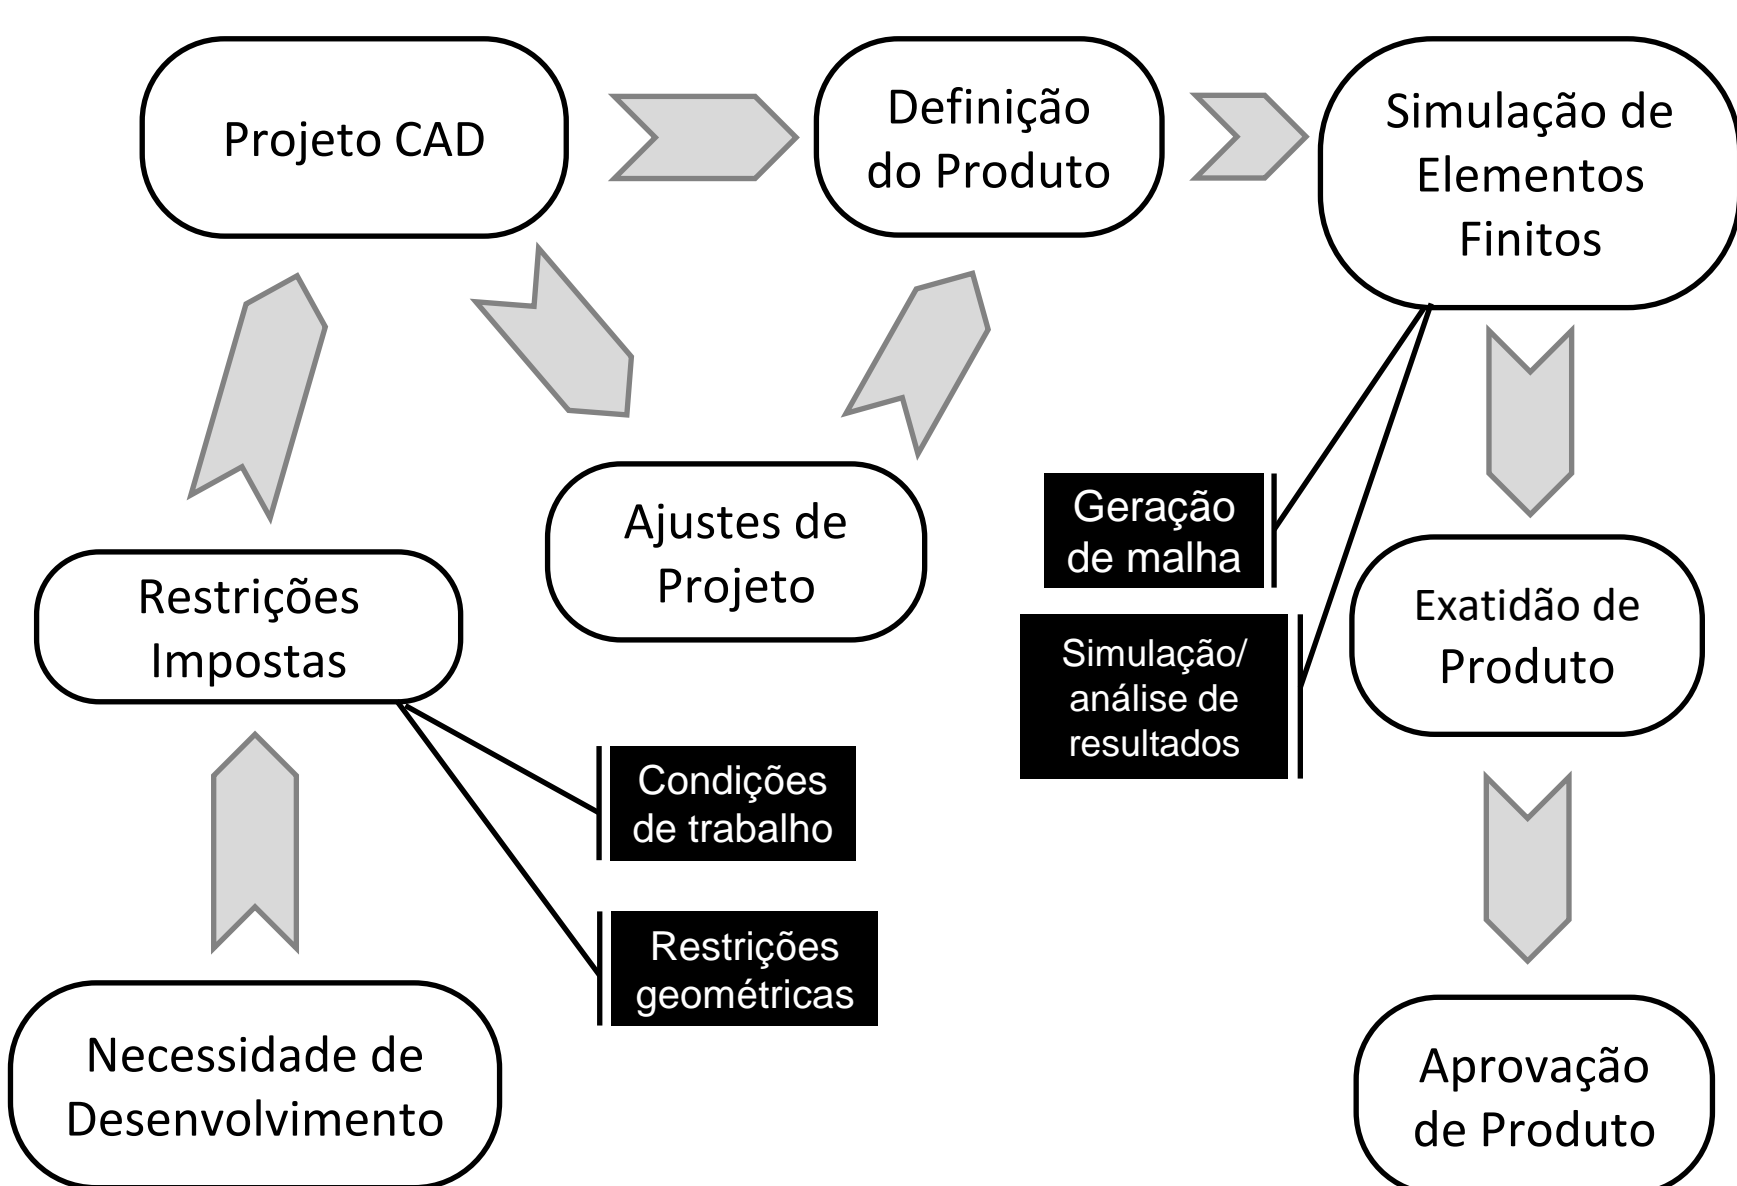 Projeto CAD
Definição
do Produto
Simulação de
Elementos
Finitos
Ajustes de
Projeto
Geração
de malha
Restrições
Impostas
Exatidão de
Produto
Simulação/
análise de
resultados
Condições
de trabalho
Restrições
geométricas
Necessidade de
Desenvolvimento
Aprovação
de Produto